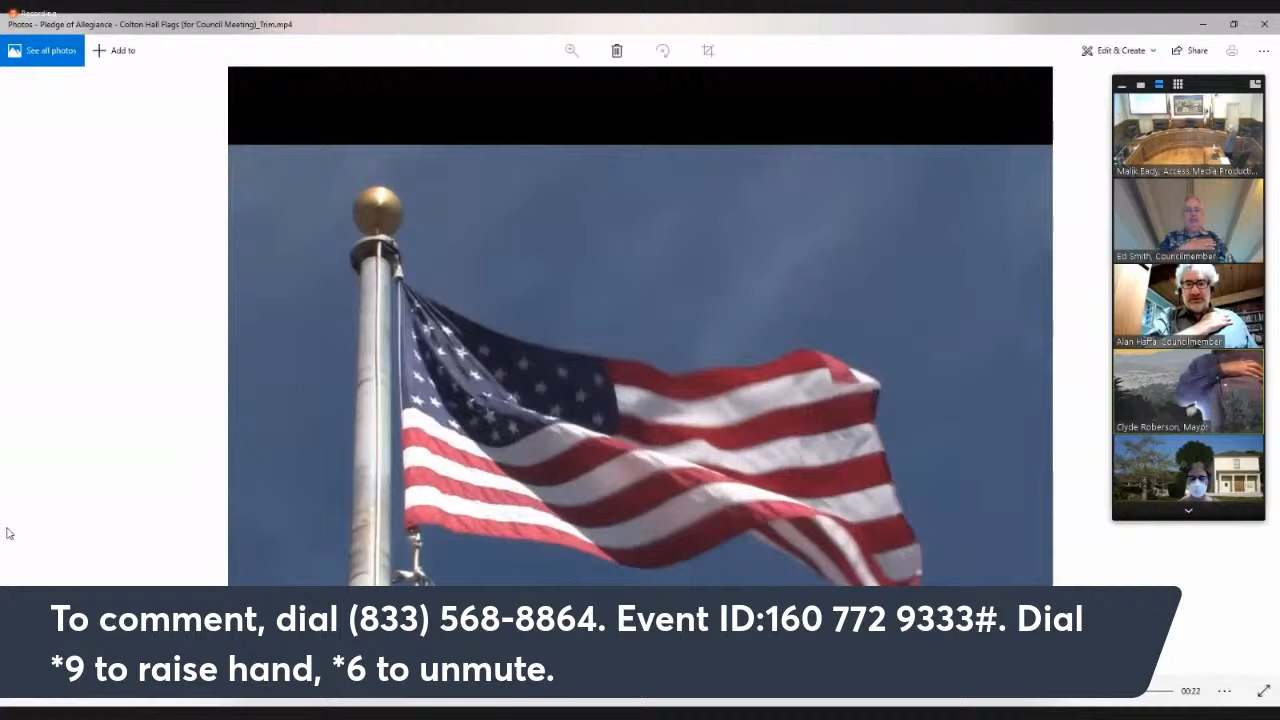 Recording
Photos - Pledge of Allegiance - Colton Hall Flags (for Council Meeting)_Trim.mp4
See all photos
Add to
Edit & Create
Share
Malik Eady, Access Media Producti...
Ed Smith, Councilmember
Alan Haffa, Councilmember
Clyde Roberson, Mayor
To comment, dial (833) 568-8864. Event ID:160 772 9333#. Dial
*9 to raise hand, *6 to unmute.
00:22